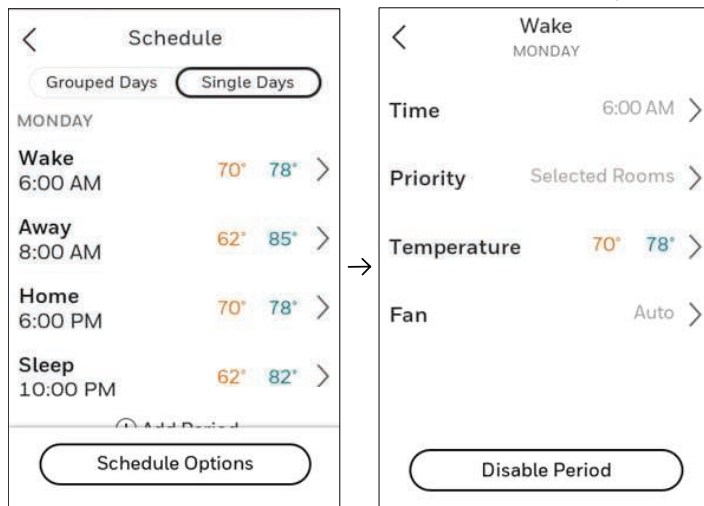 Schedule
Grouped Days Single Days
MONDAY
Wake
6:00 AM 70° 78°
Away
8:00 AM 62° 85°
Home
6:00 PM 70° 78°
Sleep
10:00 PM 62° 82°
Add Period
Schedule Options
Wake
MONDAY
Time 6:00 AM
Priority Selected Rooms
Temperature 70° 78°
Fan Auto
Disable Period